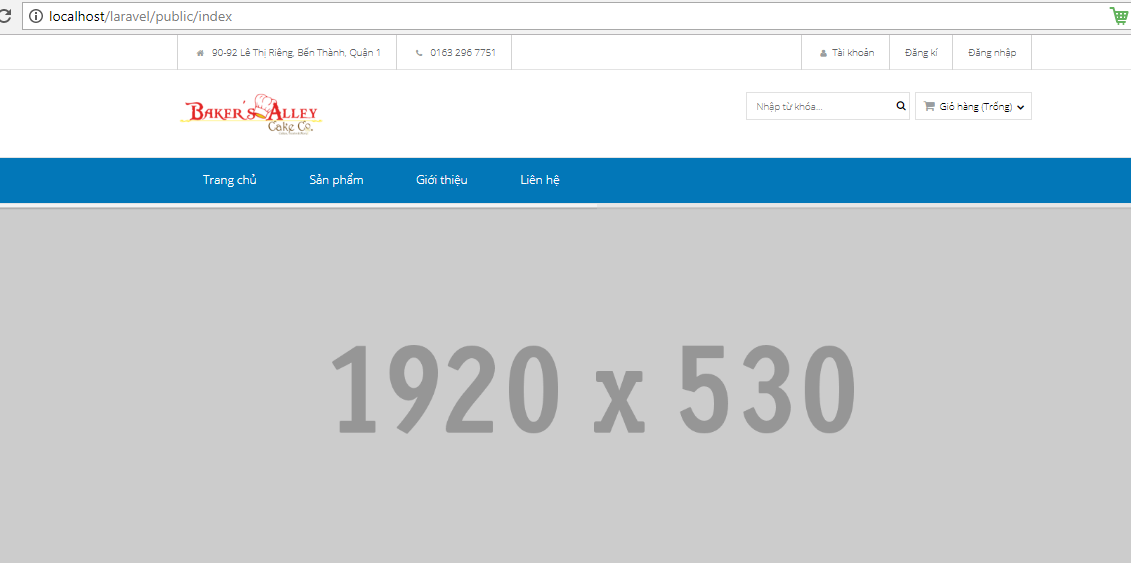 localhost/laravel/public/index
90-92 Lê Thị Riêng, Bến Thành, Quận 1
0163 296 7751
Tài khoản
Đăng kí
Đăng nhập
BAKER'S ALLEY
Cake Co.
Nhập từ khóa...
Giỏ hàng (Trống)
Trang chủ
Sản phẩm
Giới thiệu
Liên hệ
1920 x 530